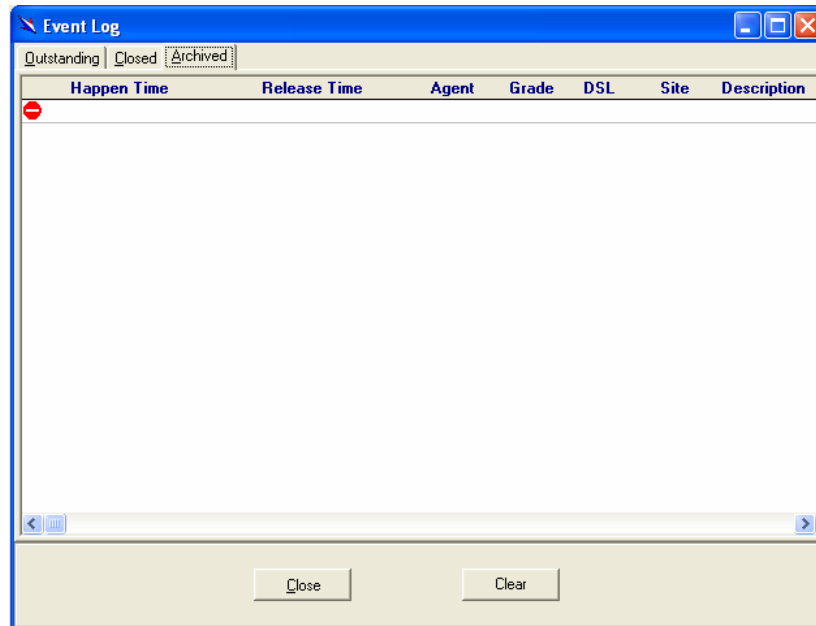 Event Log
Outstanding Closed Archived
Happen Time Release Time Agent Grade DSL Site Description
Close Clear